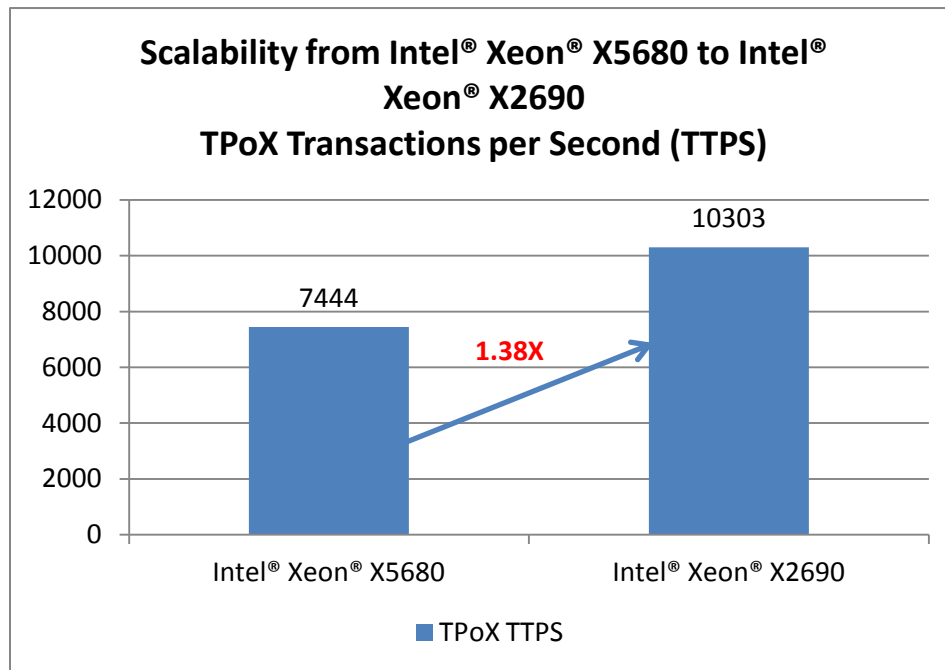 Scalability from Intel® Xeon® X5680 to Intel®
Xeon® X2690
TPoX Transactions per Second (TTPS)
12000
10000
8000
6000
4000
2000
0
7444
1.38X
10303
Intel® Xeon® X5680
Intel® Xeon® X2690
TPoX TTPS